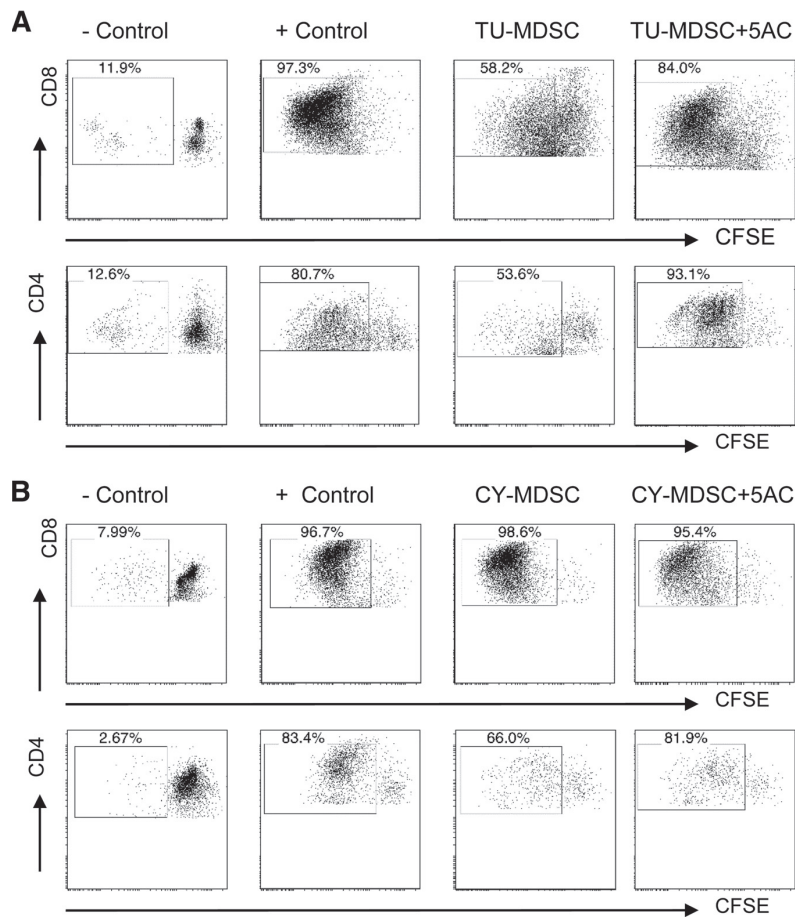 A
- Control + Control TU-MDSC TU-MDSC+5AC
CD8
11.9% 97.3% 58.2% 84.0%
CFSE
CD4
12.6% 80.7% 53.6% 93.1%
CFSE
B
- Control + Control CY-MDSC CY-MDSC+5AC
CD8
7.99% 96.7% 98.6% 95.4%
CFSE
CD4
2.67% 83.4% 66.0% 81.9%
CFSE